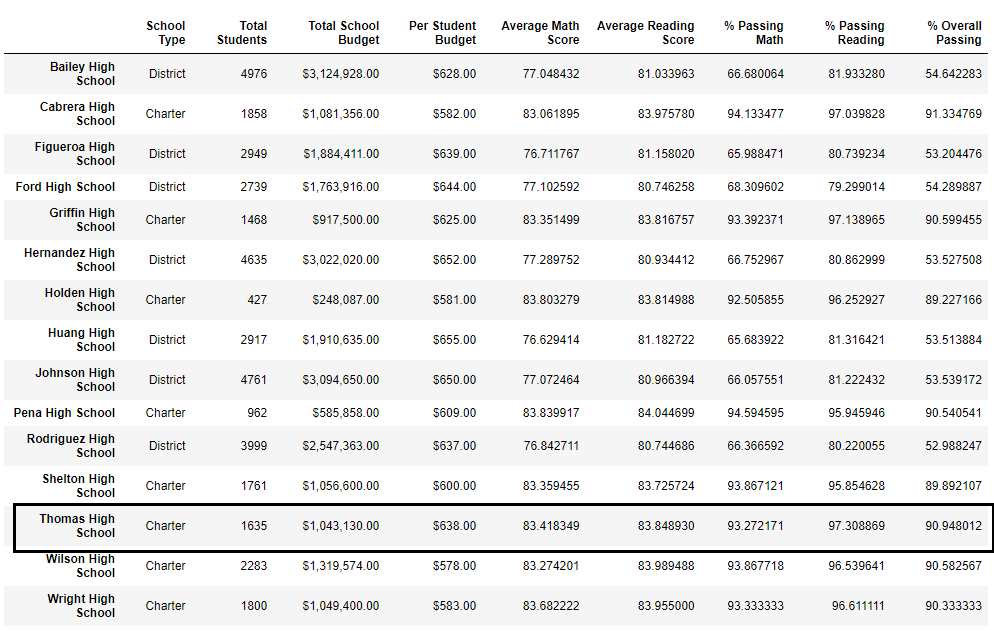 School Type Total Students Total School Budget Per Student Budget Average Math Score Average Reading Score % Passing Math % Passing Reading % Overall Passing
Bailey High School District 4976 $3,124,928.00 $628.00 77.048432 81.033963 66.680064 81.933280 54.642283
Cabrera High School Charter 1858 $1,081,356.00 $582.00 83.061895 83.975780 94.133477 97.039828 91.334769
Figueroa High School District 2949 $1,884,411.00 $639.00 76.711767 81.158020 65.988471 80.739234 53.204476
Ford High School District 2739 $1,763,916.00 $644.00 77.102592 80.746258 68.309602 79.299014 54.289887
Griffin High School Charter 1468 $917,500.00 $625.00 83.351499 83.816757 93.392371 97.138965 90.599455
Hernandez High School District 4635 $3,022,020.00 $652.00 77.289752 80.934412 66.752967 80.862999 53.527508
Holden High School Charter 427 $248,087.00 $581.00 83.803279 83.814988 92.505855 96.252927 89.227166
Huang High School District 2917 $1,910,635.00 $655.00 76.629414 81.182722 65.683922 81.316421 53.513884
Johnson High School District 4761 $3,094,650.00 $650.00 77.072464 80.966394 66.057551 81.222432 53.539172
Pena High School Charter 962 $585,858.00 $609.00 83.839917 84.044699 94.594595 95.945946 90.540541
Rodriguez High School District 3999 $2,547,363.00 $637.00 76.842711 80.744686 66.366592 80.220055 52.988247
Shelton High School Charter 1761 $1,056,600.00 $600.00 83.359455 83.725724 93.867121 95.854628 89.892107
Thomas High School Charter 1635 $1,043,130.00 $638.00 83.418349 83.848930 93.272171 97.308869 90.948012
Wilson High School Charter 2283 $1,319,574.00 $578.00 83.274201 83.989488 93.867718 96.539641 90.582567
Wright High School Charter 1800 $1,049,400.00 $583.00 83.682222 83.955000 93.333333 96.611111 90.333333